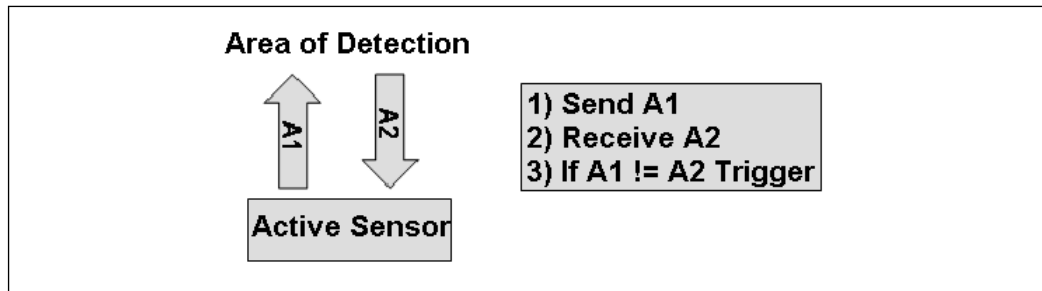 Area of Detection
A1
A2
Active Sensor
1) Send A1
2) Receive A2
3) If A1 != A2 Trigger